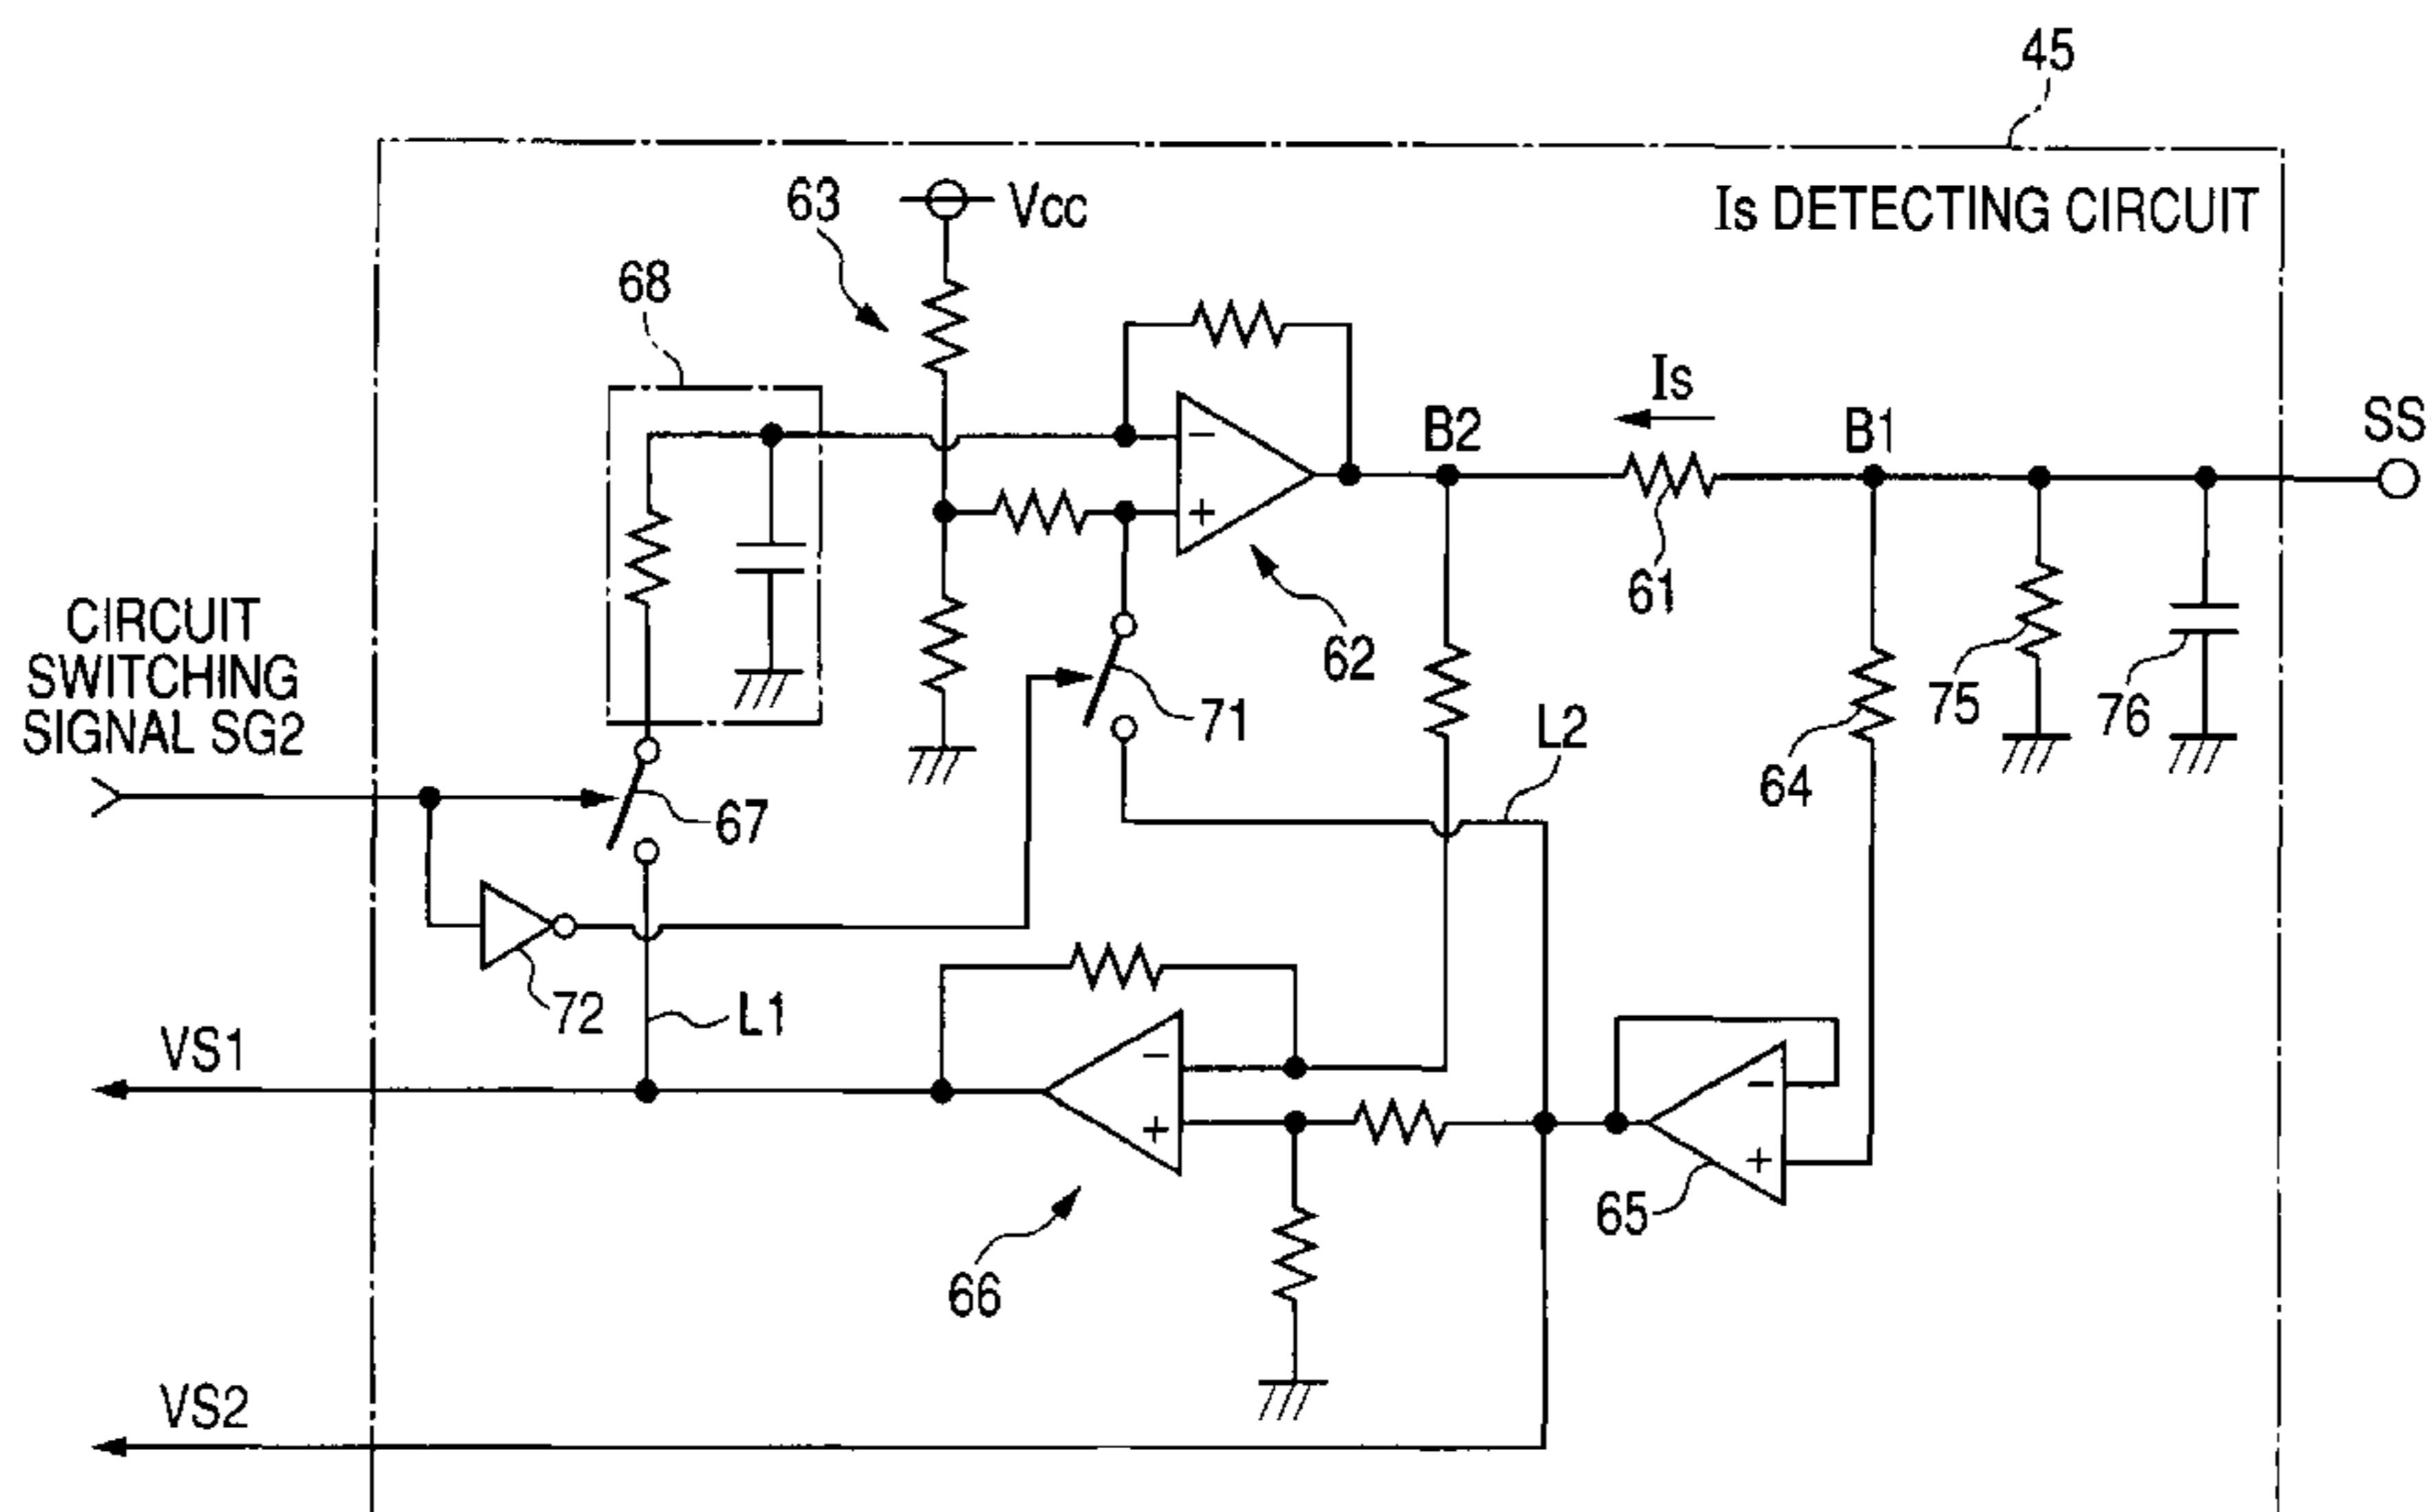 45
63
Vcc
Is DETECTING CIRCUIT
68
Is
B2
B1
SS
−
+
61
62
CIRCUIT
SWITCHING
SIGNAL SG2
71
75
76
L2
64
67
72
L1
VS1
−
+
−
+
65
66
VS2